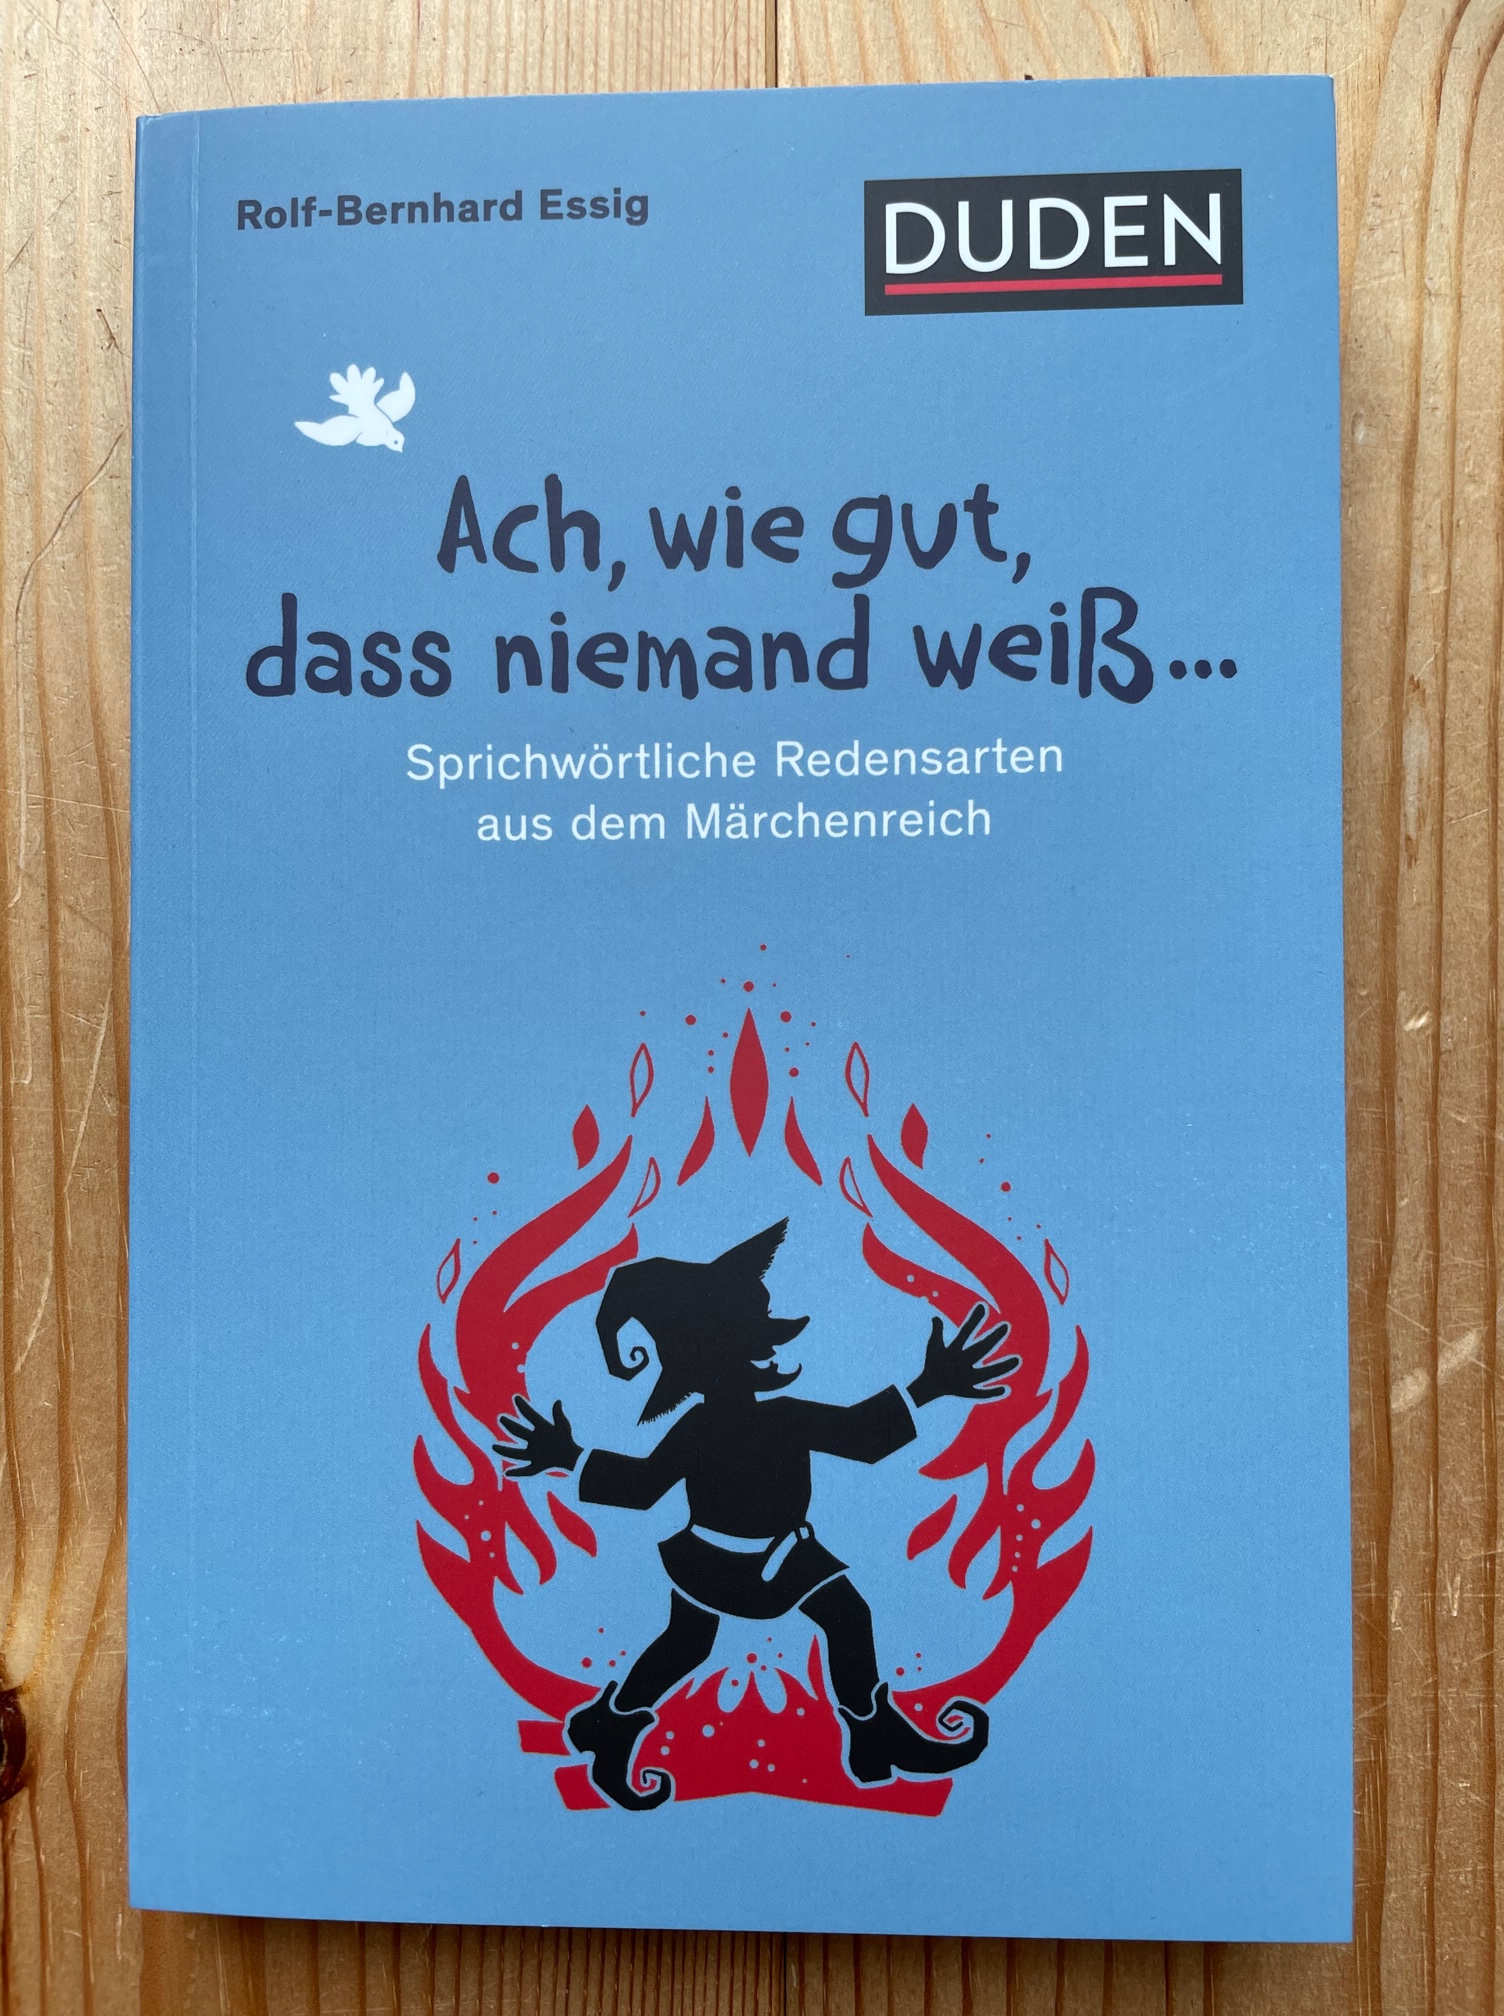 Rolf-Bernhard Essig
DUDEN
Ach, wie gut,
dass niemand weiß...
Sprichwörtliche Redensarten
aus dem Märchenreich